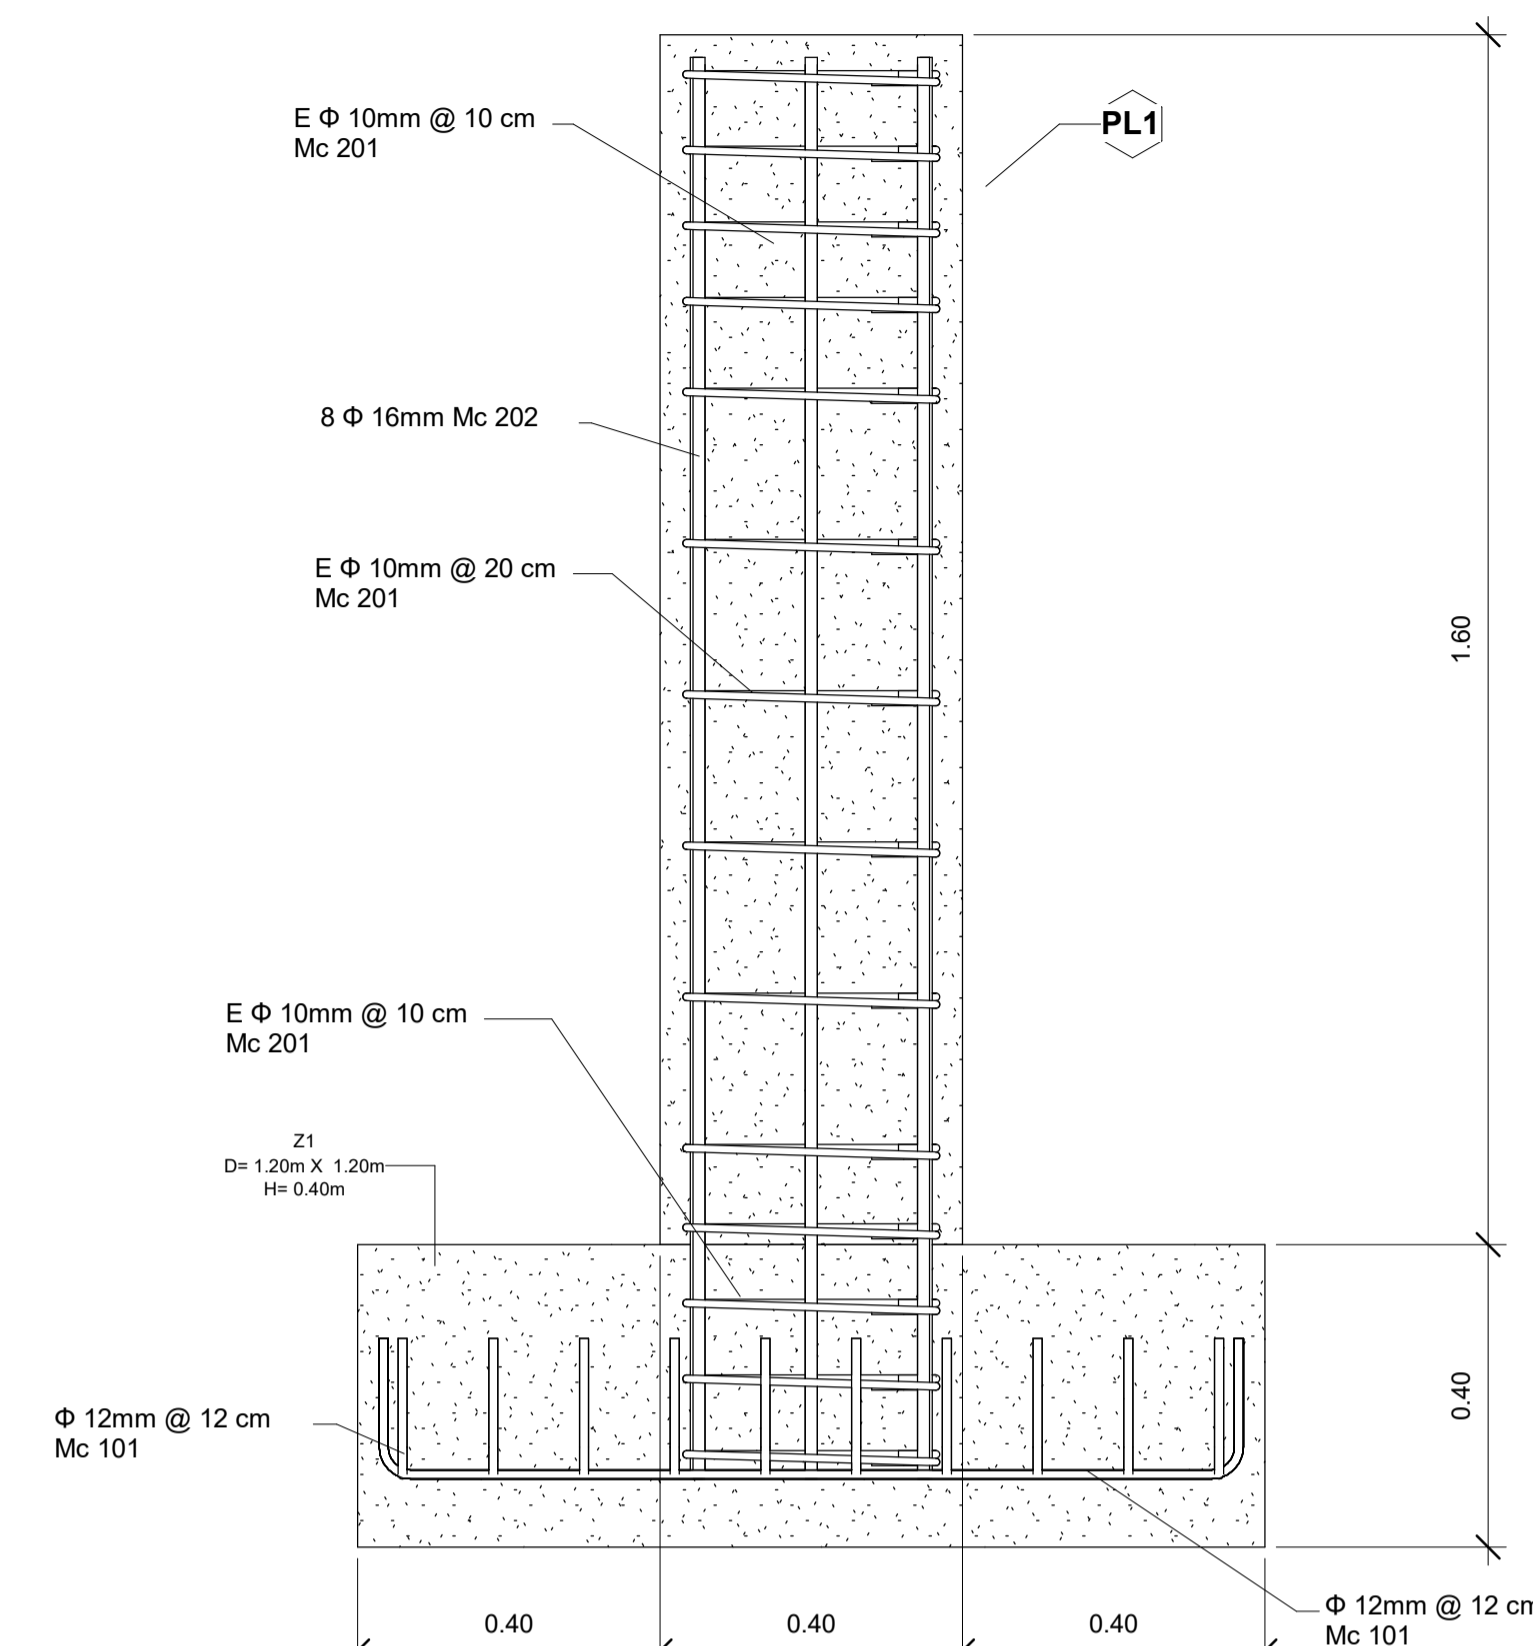 E Φ 10mm @ 10 cm
Mc 201
PL1
8 Φ 16mm Mc 202
E Φ 10mm @ 20 cm
Mc 201
1.60
E Φ 10mm @ 10 cm
Mc 201
Z1
D= 1.20m X 1.20m
H= 0.40m
0.40
Φ 12mm @ 12 cm
Mc 101
0.40
0.40
0.40
Φ 12mm @ 12 cm
Mc 101